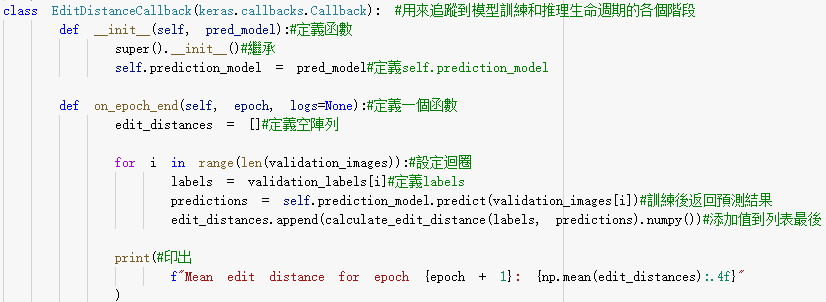 class EditDistanceCallback(keras.callbacks.Callback): #用來追蹤到模型訓練和推理生命週期的各個階段
def __init__(self, pred_model):#定義函數
super().__init__()#繼承
self.prediction_model = pred_model#定義self.prediction_model
def on_epoch_end(self, epoch, logs=None):#定義一個函數
edit_distances = []#定義空陣列
for i in range(len(validation_images)):#設定迴圈
labels = validation_labels[i]#定義labels
predictions = self.prediction_model.predict(validation_images[i])#訓練後返回預測結果
edit_distances.append(calculate_edit_distance(labels, predictions).numpy())#添加值到列表最後
print(#印出
f"Mean edit distance for epoch {epoch + 1}: {np.mean(edit_distances):.4f}"
)